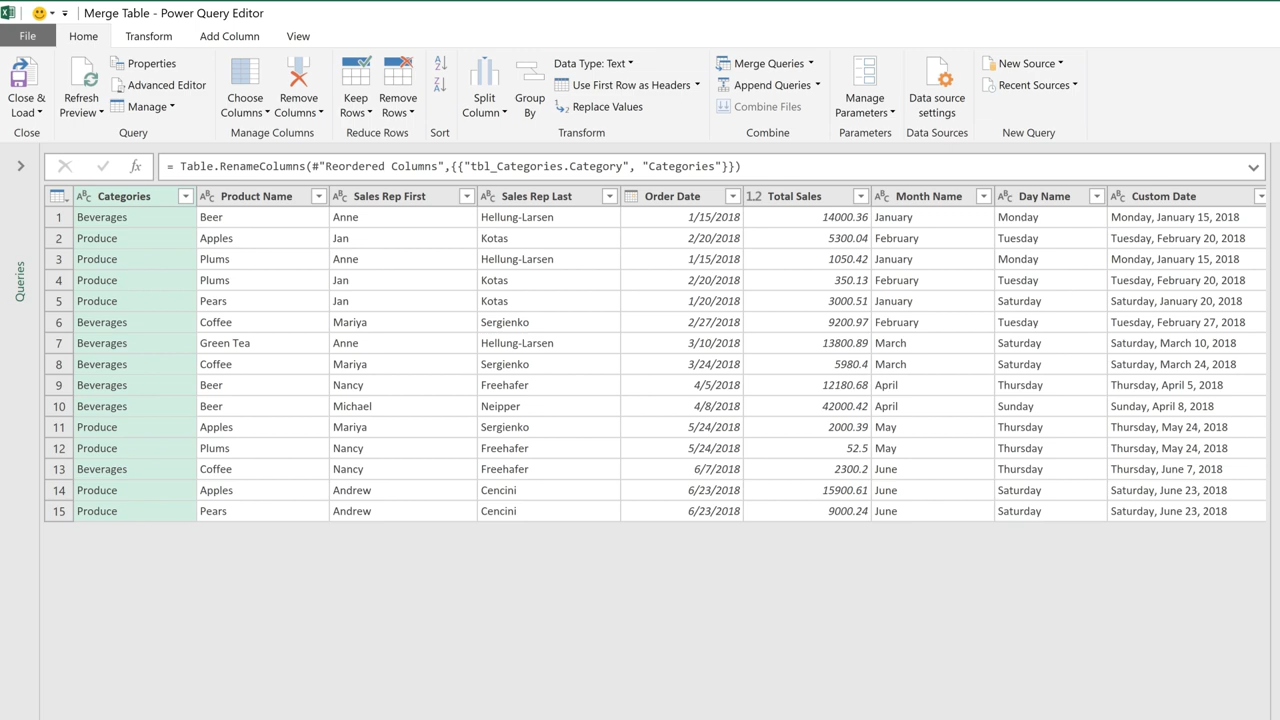 Merge Table - Power Query Editor
File Home Transform Add Column View
Close & Load
Refresh Preview
Properties
Advanced Editor
Manage
Choose Columns
Remove Columns
Keep Rows
Remove Rows
A Z
Z A
Split Column
Group By
Data Type: Text
Use First Row as Headers
1 2 Replace Values
Merge Queries
Append Queries
Combine Files
Manage Parameters
Data source settings
New Source
Recent Sources
Close Query Manage Columns Reduce Rows Sort Transform Combine Parameters Data Sources New Query
fx = Table.RenameColumns(#"Reordered Columns",{{"tbl_Categories.Category", "Categories"}})
Queries
ABC Categories ABC Product Name ABC Sales Rep First ABC Sales Rep Last Order Date 1.2 Total Sales ABC Month Name ABC Day Name ABC Custom Date
1 Beverages Beer Anne Hellung-Larsen 1/15/2018 14000.36 January Monday Monday, January 15, 2018
2 Produce Apples Jan Kotas 2/20/2018 5300.04 February Tuesday Tuesday, February 20, 2018
3 Produce Plums Anne Hellung-Larsen 1/15/2018 1050.42 January Monday Monday, January 15, 2018
4 Produce Plums Jan Kotas 2/20/2018 350.13 February Tuesday Tuesday, February 20, 2018
5 Produce Pears Jan Kotas 1/20/2018 3000.51 January Saturday Saturday, January 20, 2018
6 Beverages Coffee Mariya Sergienko 2/27/2018 9200.97 February Tuesday Tuesday, February 27, 2018
7 Beverages Green Tea Anne Hellung-Larsen 3/10/2018 13800.89 March Saturday Saturday, March 10, 2018
8 Beverages Coffee Mariya Sergienko 3/24/2018 5980.4 March Saturday Saturday, March 24, 2018
9 Beverages Beer Nancy Freehafer 4/5/2018 12180.68 April Thursday Thursday, April 5, 2018
10 Beverages Beer Michael Neipper 4/8/2018 42000.42 April Sunday Sunday, April 8, 2018
11 Produce Apples Mariya Sergienko 5/24/2018 2000.39 May Thursday Thursday, May 24, 2018
12 Produce Plums Nancy Freehafer 5/24/2018 52.5 May Thursday Thursday, May 24, 2018
13 Beverages Coffee Nancy Freehafer 6/7/2018 2300.2 June Thursday Thursday, June 7, 2018
14 Produce Apples Andrew Cencini 6/23/2018 15900.61 June Saturday Saturday, June 23, 2018
15 Produce Pears Andrew Cencini 6/23/2018 9000.24 June Saturday Saturday, June 23, 2018